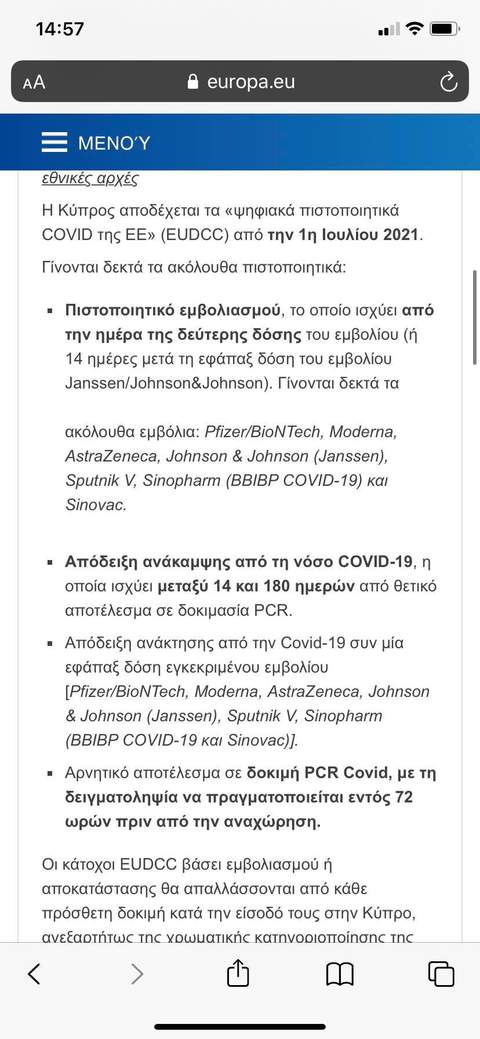 14:57
AA europa.eu
ΜΕΝΟΎ
εθνικές αρχές
Η Κύπρος αποδέχεται τα «ψηφιακά πιστοποιητικά
COVID της ΕΕ» (EUDCC) από την 1η Ιουλίου 2021.
Γίνονται δεκτά τα ακόλουθα πιστοποιητικά:
▪ Πιστοποιητικό εμβολιασμού, το οποίο ισχύει από
την ημέρα της δεύτερης δόσης του εμβολίου (ή
14 ημέρες μετά τη εφάπαξ δόση του εμβολίου
Janssen/Johnson&Johnson). Γίνονται δεκτά τα
ακόλουθα εμβόλια: Pfizer/BioNTech, Moderna,
AstraZeneca, Johnson & Johnson (Janssen),
Sputnik V, Sinopharm (BBIBP COVID-19) και
Sinovac.
▪ Απόδειξη ανάκαμψης από τη νόσο COVID-19, η
οποία ισχύει μεταξύ 14 και 180 ημερών από θετικό
αποτέλεσμα σε δοκιμασία PCR.
▪ Απόδειξη ανάκτησης από την Covid-19 συν μία
εφάπαξ δόση εγκεκριμένου εμβολίου
[Pfizer/BioNTech, Moderna, AstraZeneca, Johnson
& Johnson (Janssen), Sputnik V, Sinopharm
(BBIBP COVID-19 και Sinovac)].
▪ Αρνητικό αποτέλεσμα σε δοκιμή PCR Covid, με τη
δειγματοληψία να πραγματοποιείται εντός 72
ωρών πριν από την αναχώρηση.
Οι κάτοχοι EUDCC βάσει εμβολιασμού ή
αποκατάστασης θα απαλλάσσονται από κάθε
πρόσθετη δοκιμή κατά την είσοδό τους στην Κύπρο,
ανεξαρτήτως της χρωματικής κατηγοριοποίησης της